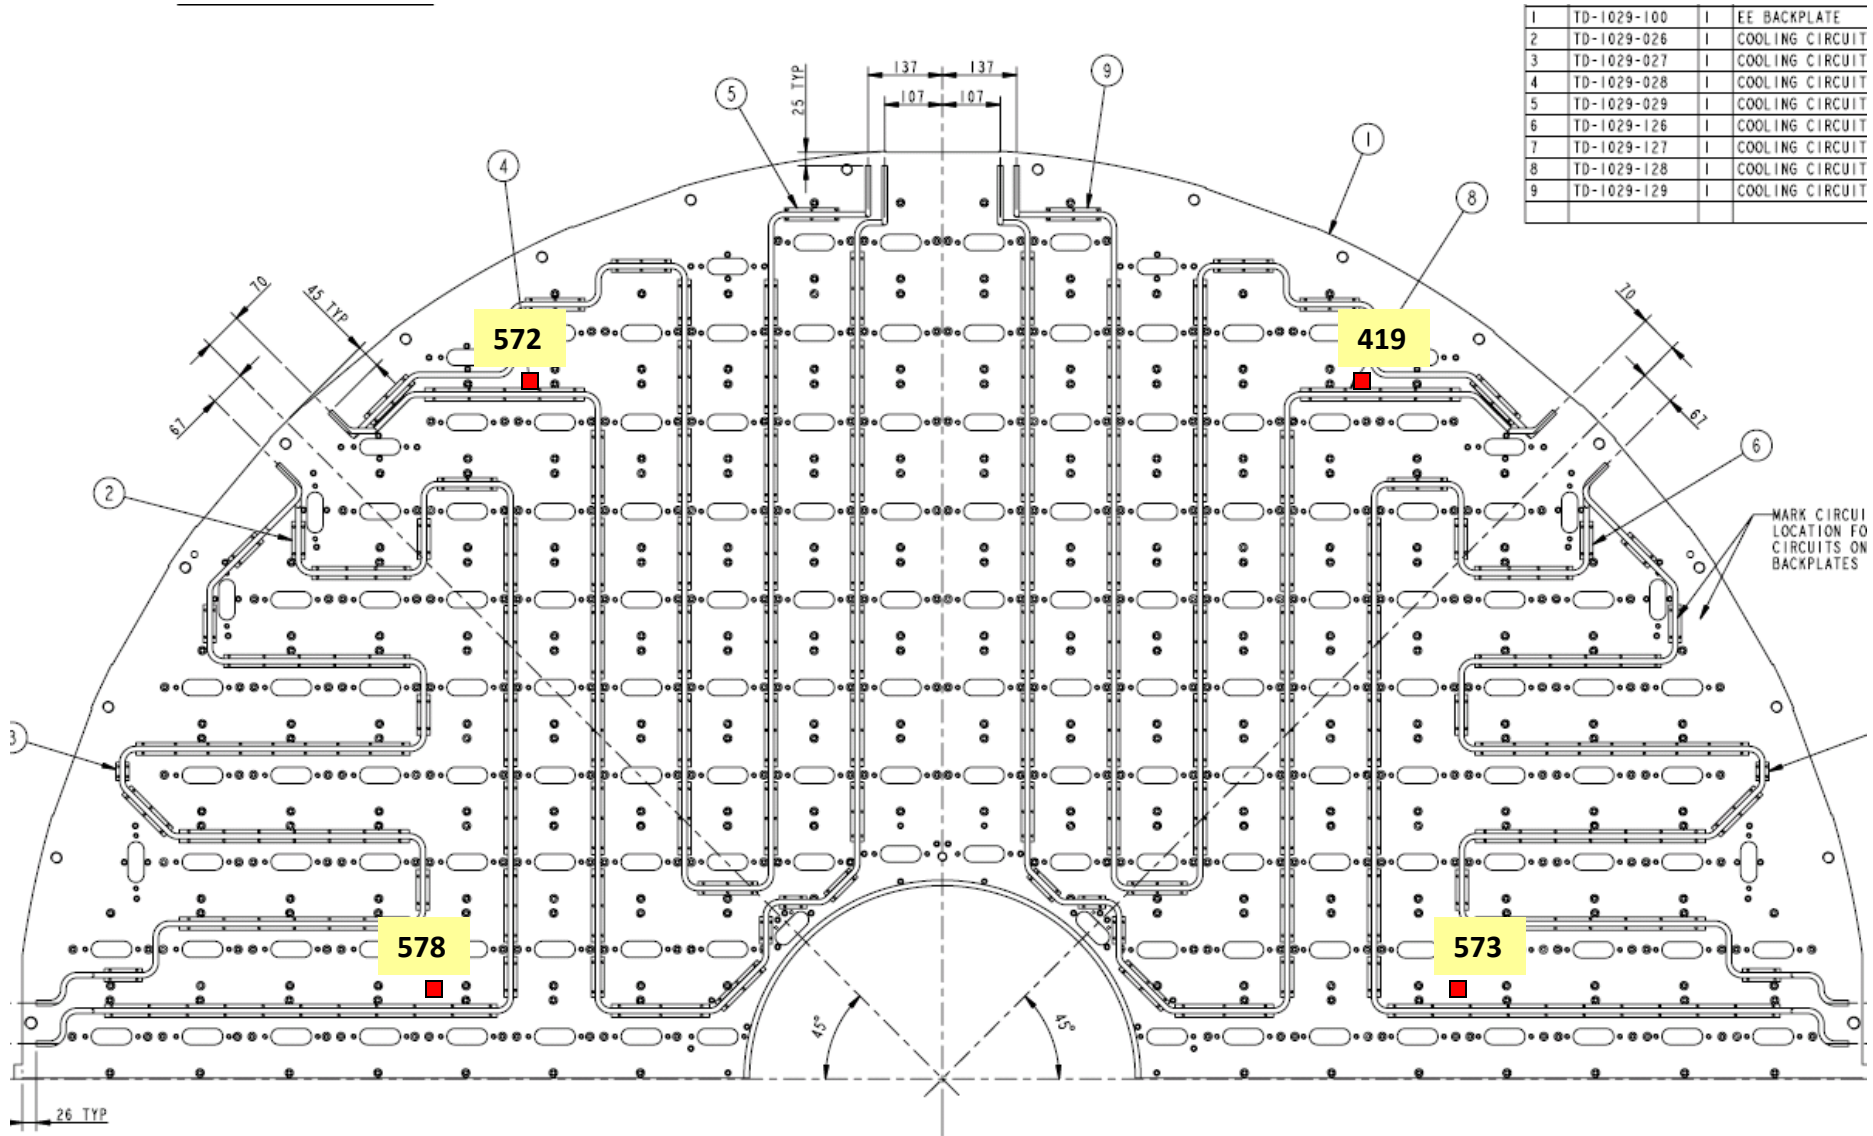 1 TD-1029-100 1 EE BACKPLATE
2 TD-1029-026 1 COOLING CIRCUIT
3 TD-1029-027 1 COOLING CIRCUIT
4 TD-1029-028 1 COOLING CIRCUIT
5 TD-1029-029 1 COOLING CIRCUIT
6 TD-1029-126 1 COOLING CIRCUIT
7 TD-1029-127 1 COOLING CIRCUIT
8 TD-1029-128 1 COOLING CIRCUIT
9 TD-1029-129 1 COOLING CIRCUIT
137 137
25 TYP
107 107
5
9
4
1
8
70
45 TYP
67
70
67
572
419
2
6
MARK CIRCUI
LOCATION FO
CIRCUITS ON
BACKPLATES
3
578
573
45°
45°
26 TYP